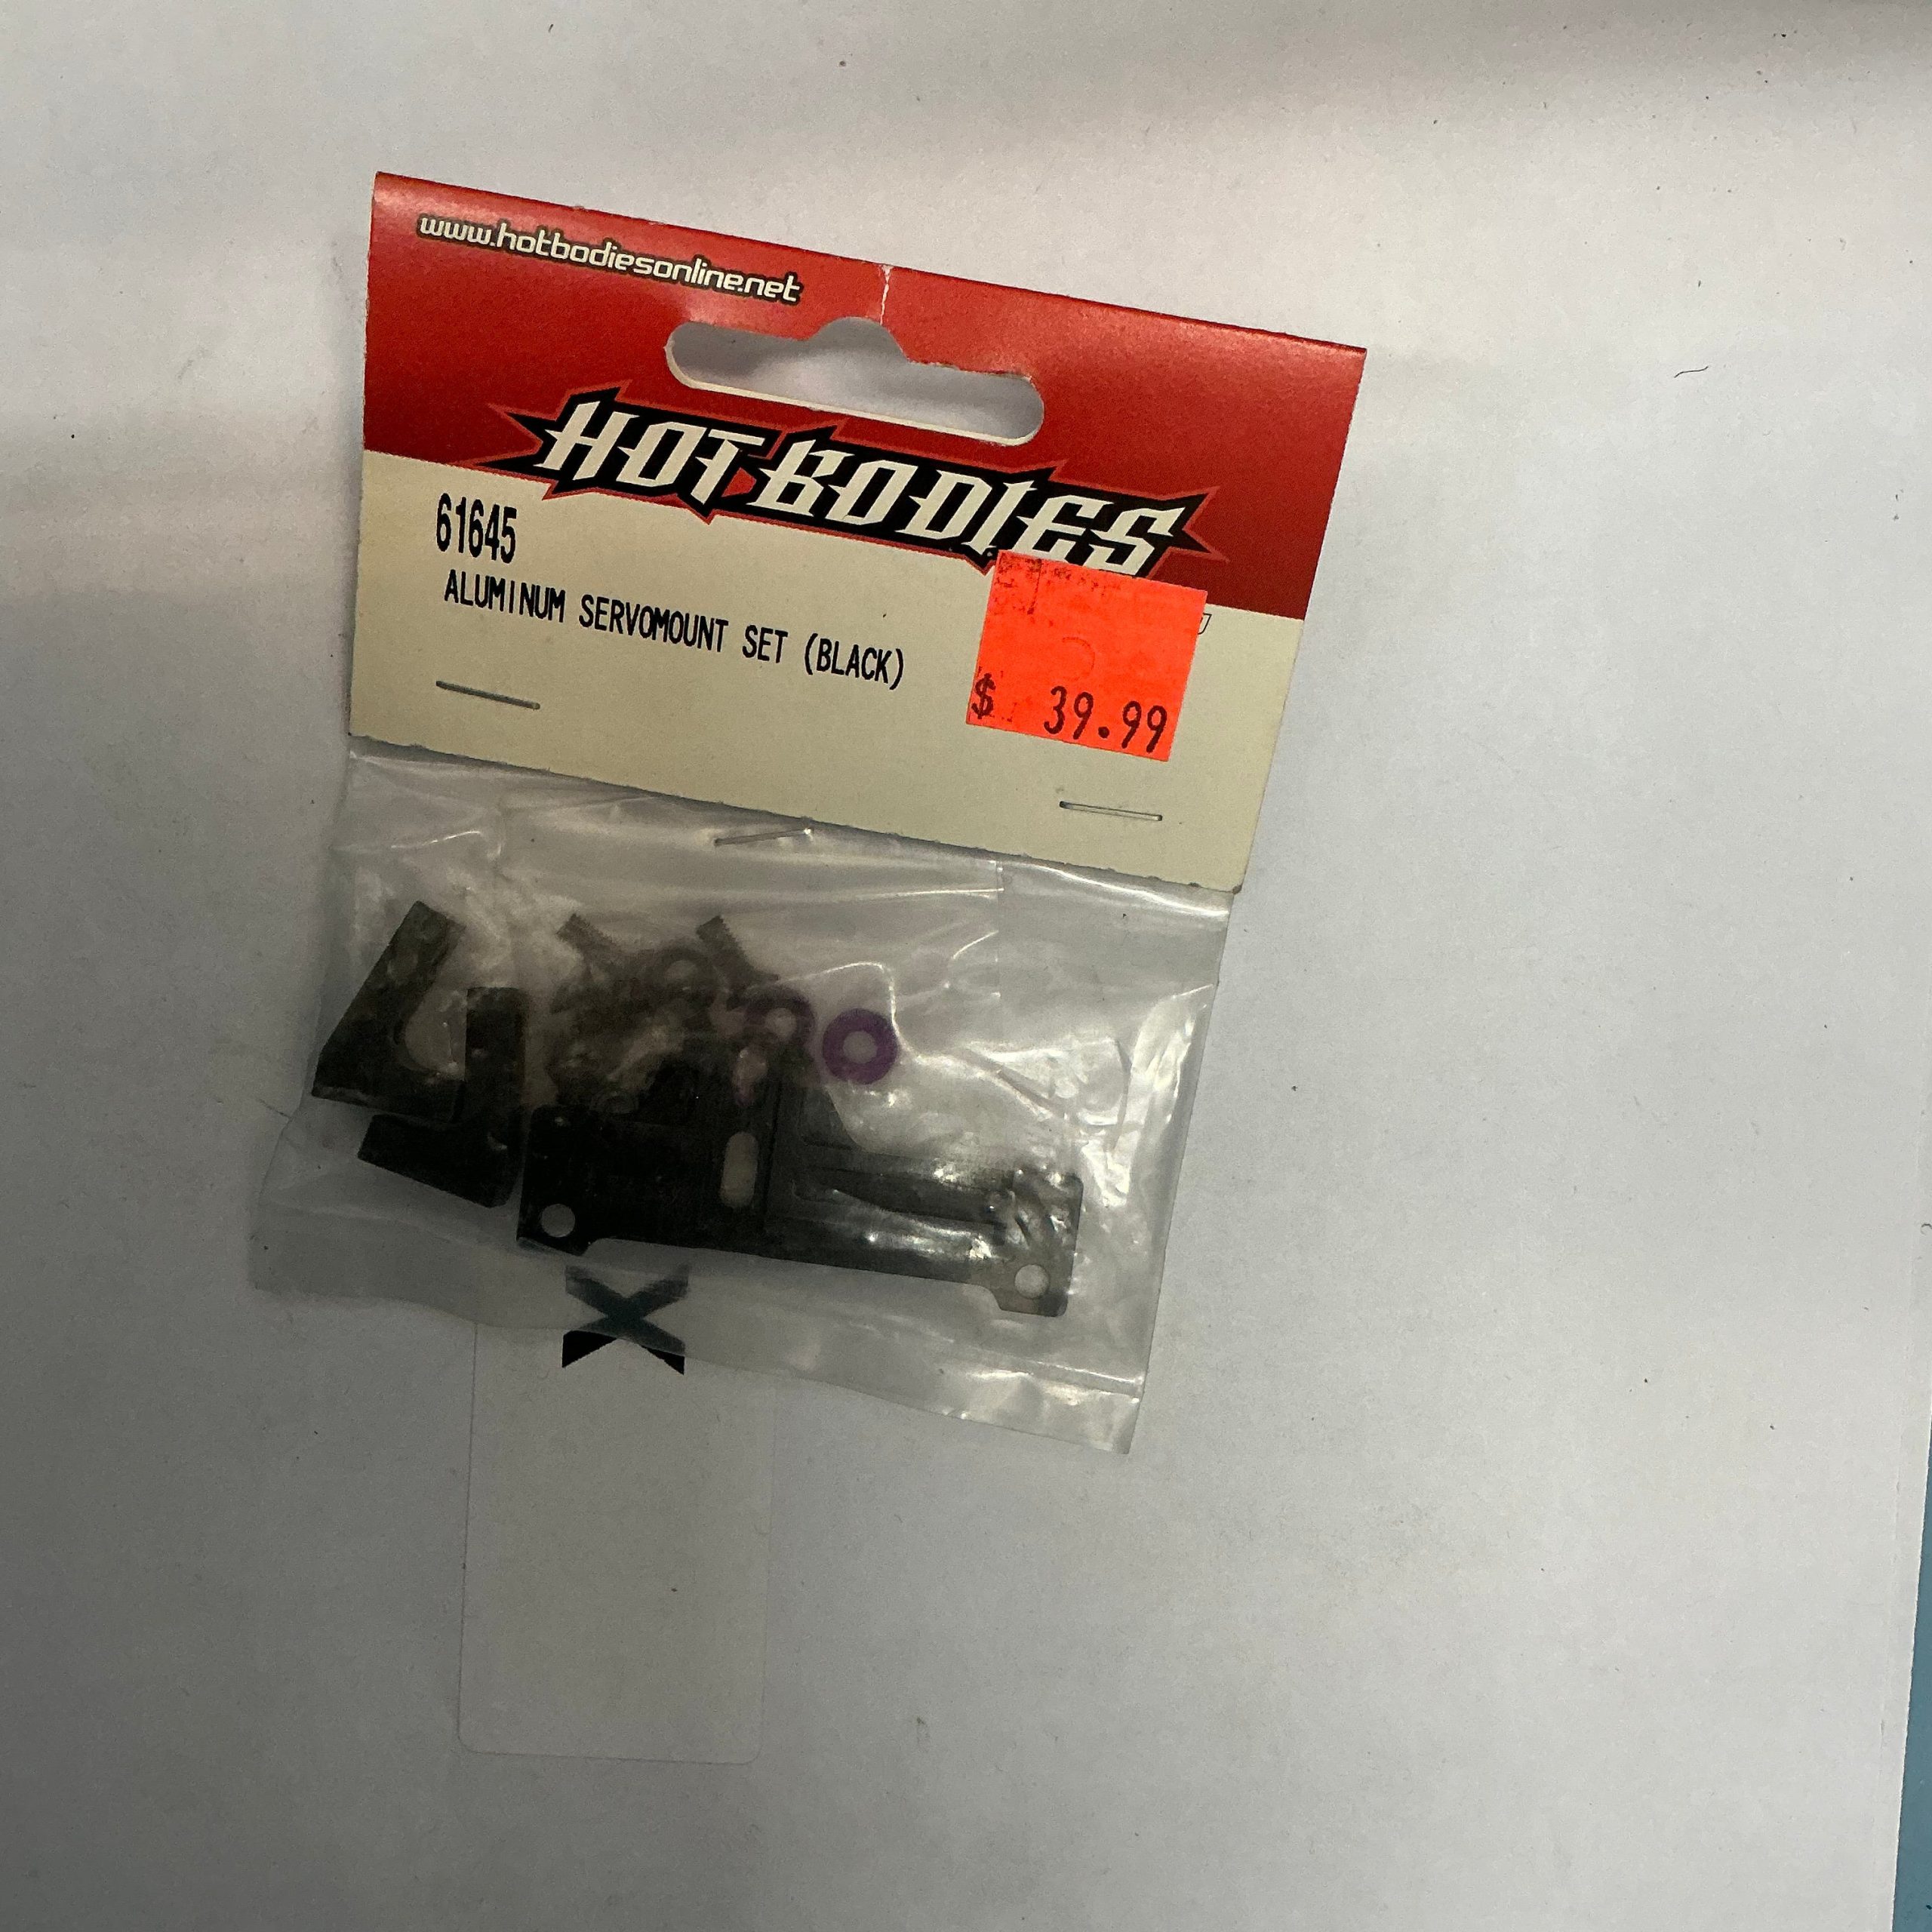 www.hotbodiesonline.net
HOT BODIES
61645
ALUMINUM SERVOMOUNT SET (BLACK)
$ 39.99